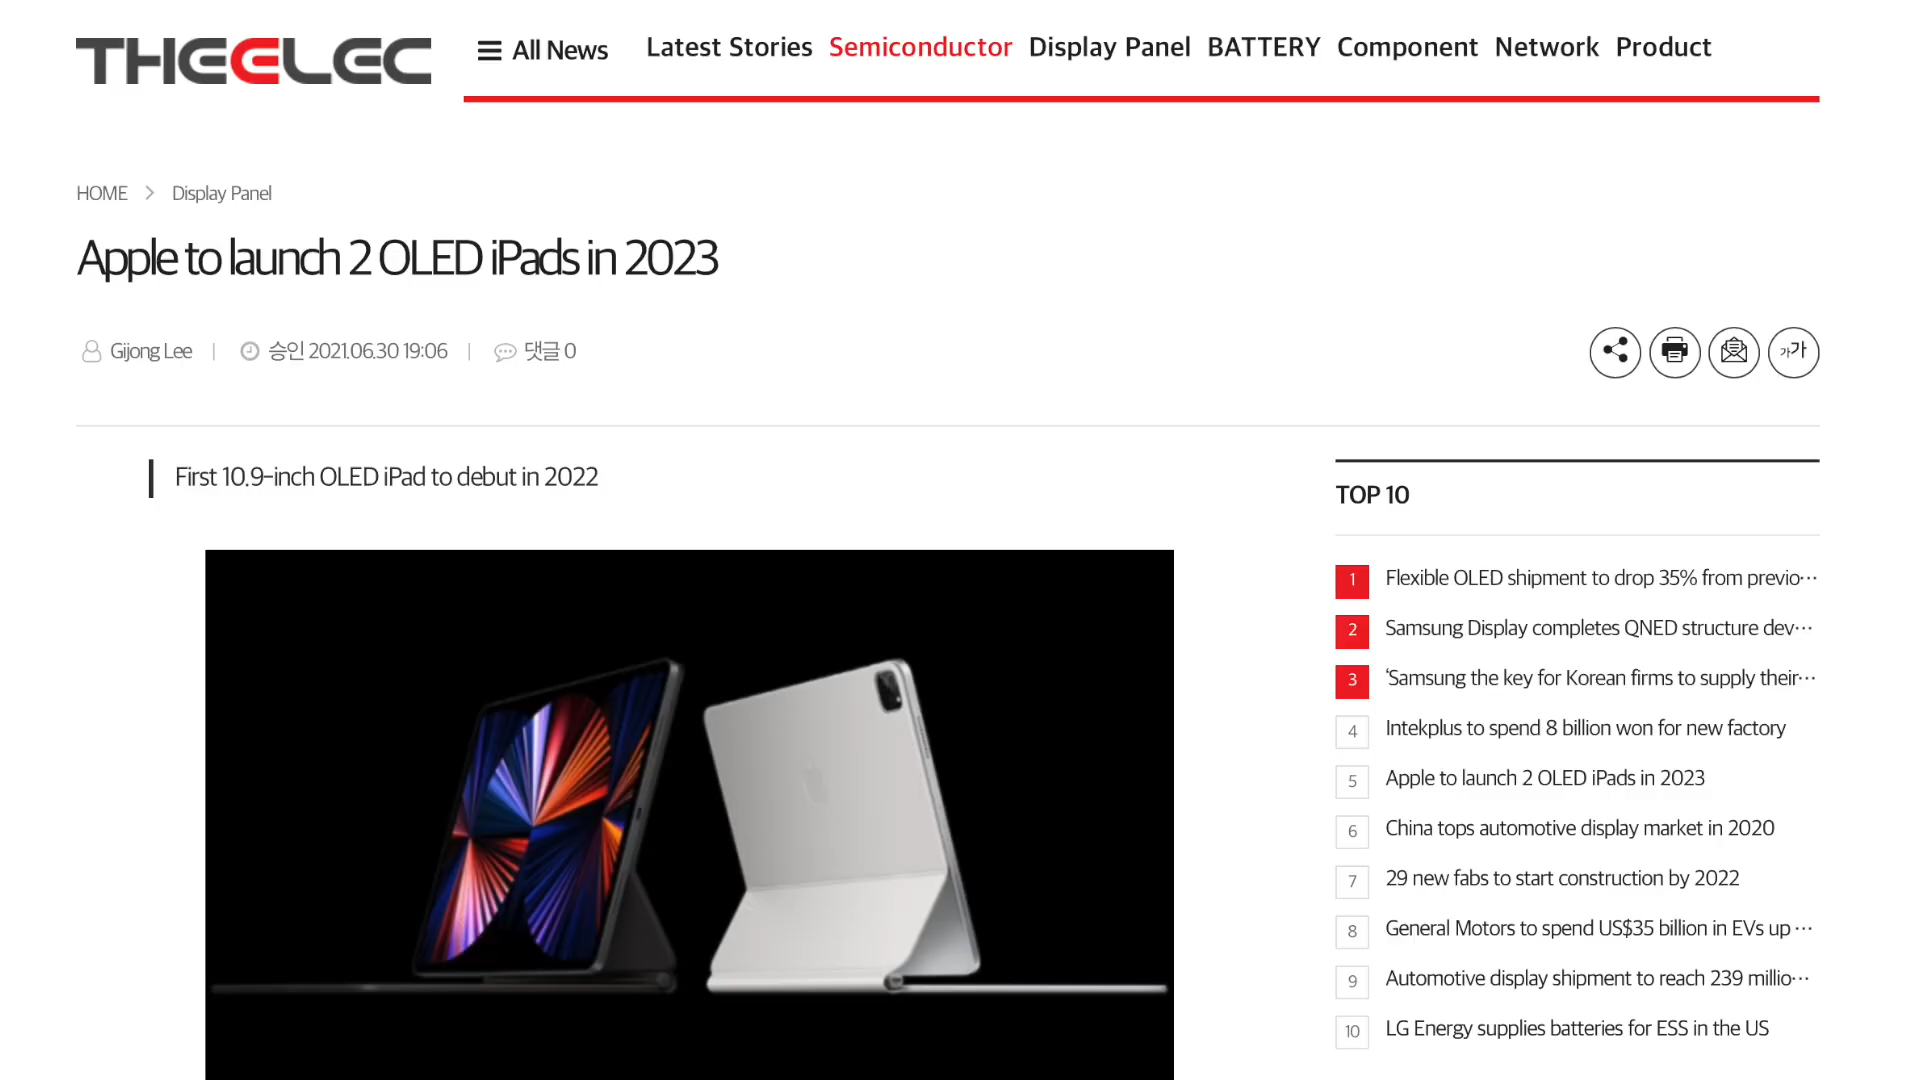 THEELEC
All News
Latest Stories Semiconductor Display Panel BATTERY Component Network Product
HOME > Display Panel
Apple to launch 2 OLED iPads in 2023
Gijong Lee | 승인 2021.06.30 19:06 | 댓글 0
가가
First 10.9-inch OLED iPad to debut in 2022
TOP 10
1 Flexible OLED shipment to drop 35% from previo···
2 Samsung Display completes QNED structure dev···
3 ‘Samsung the key for Korean firms to supply their···
4 Intekplus to spend 8 billion won for new factory
5 Apple to launch 2 OLED iPads in 2023
6 China tops automotive display market in 2020
7 29 new fabs to start construction by 2022
8 General Motors to spend US$35 billion in EVs up ···
9 Automotive display shipment to reach 239 millio···
10 LG Energy supplies batteries for ESS in the US